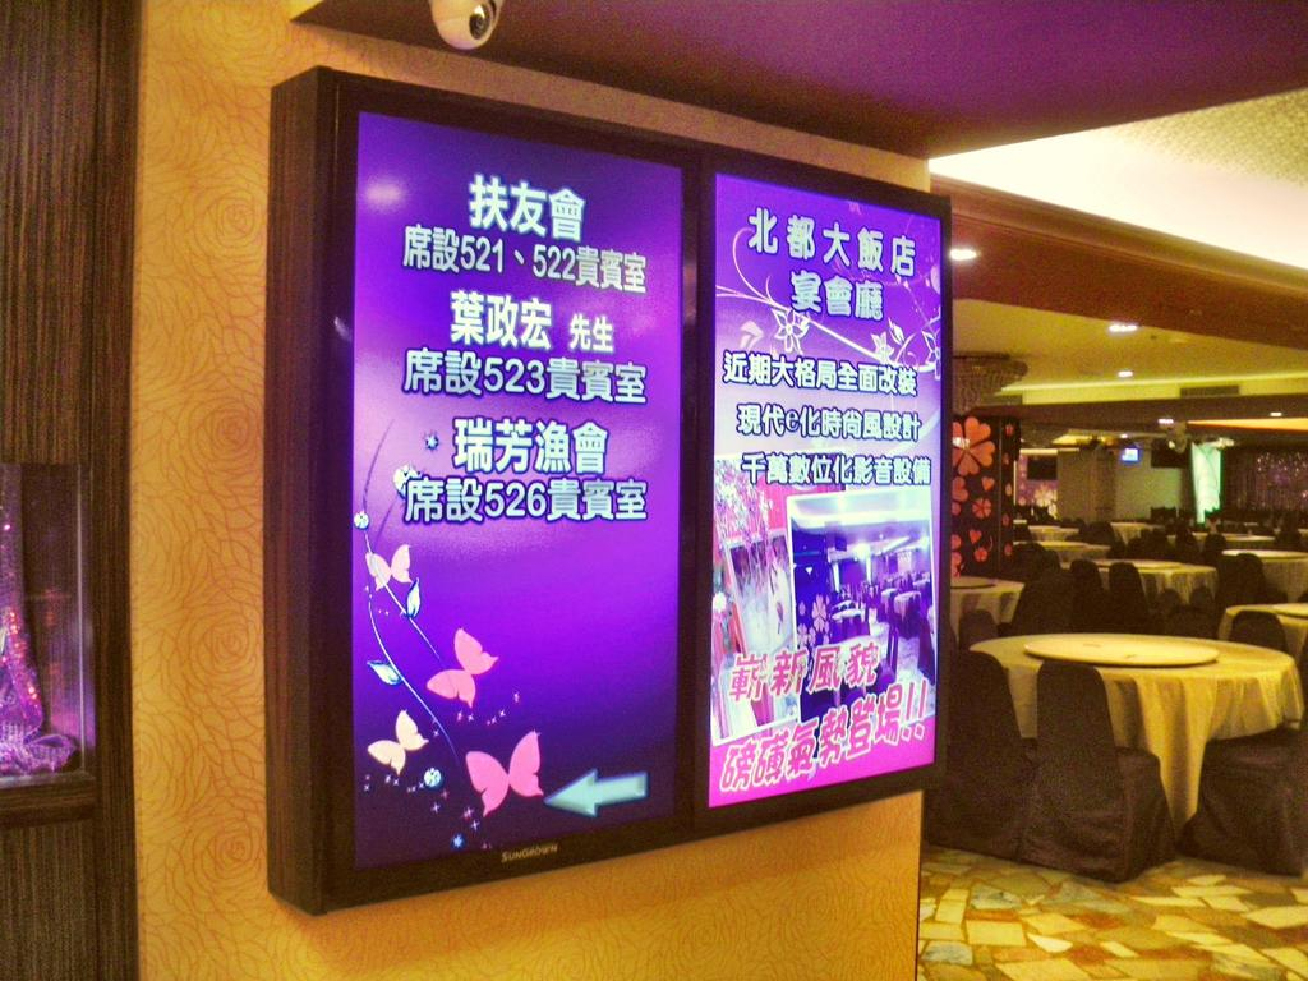 扶友會
席設521、522貴賓室
葉政宏 先生
席設523貴賓室
瑞芳漁會
席設526貴賓室
SUNGROWN
北都大飯店
宴會廳
近期大格局全面改裝
現代e化時尚風設計
千萬數位化影音設備
嶄新風貌
磅礡氣勢登場!!